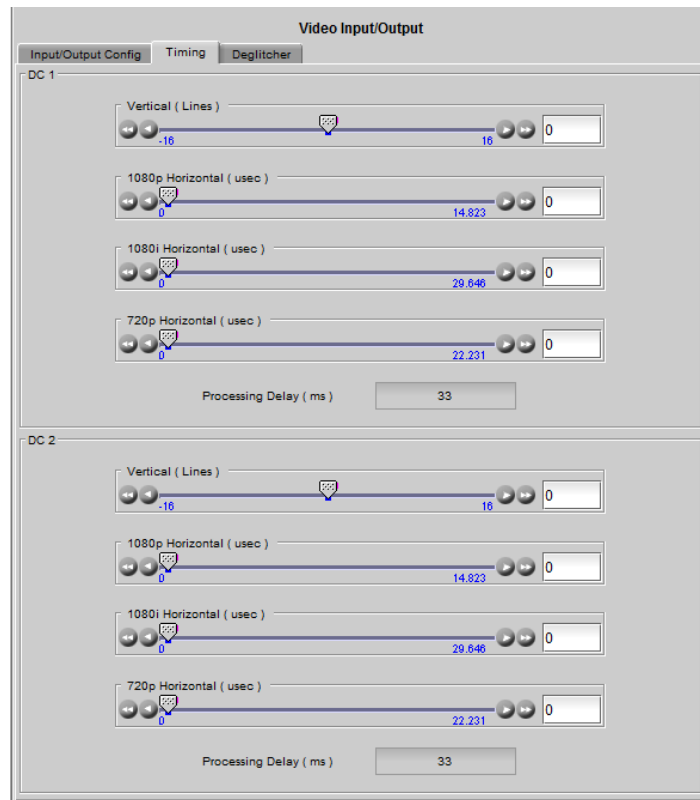 Video Input/Output
Input/Output Config Timing Deglitcher
DC 1
Vertical ( Lines )
-16 16 0
1080p Horizontal ( usec )
0 14.823 0
1080i Horizontal ( usec )
0 29.646 0
720p Horizontal ( usec )
0 22.231 0
Processing Delay ( ms ) 33
DC 2
Vertical ( Lines )
-16 16 0
1080p Horizontal ( usec )
0 14.823 0
1080i Horizontal ( usec )
0 29.646 0
720p Horizontal ( usec )
0 22.231 0
Processing Delay ( ms ) 33